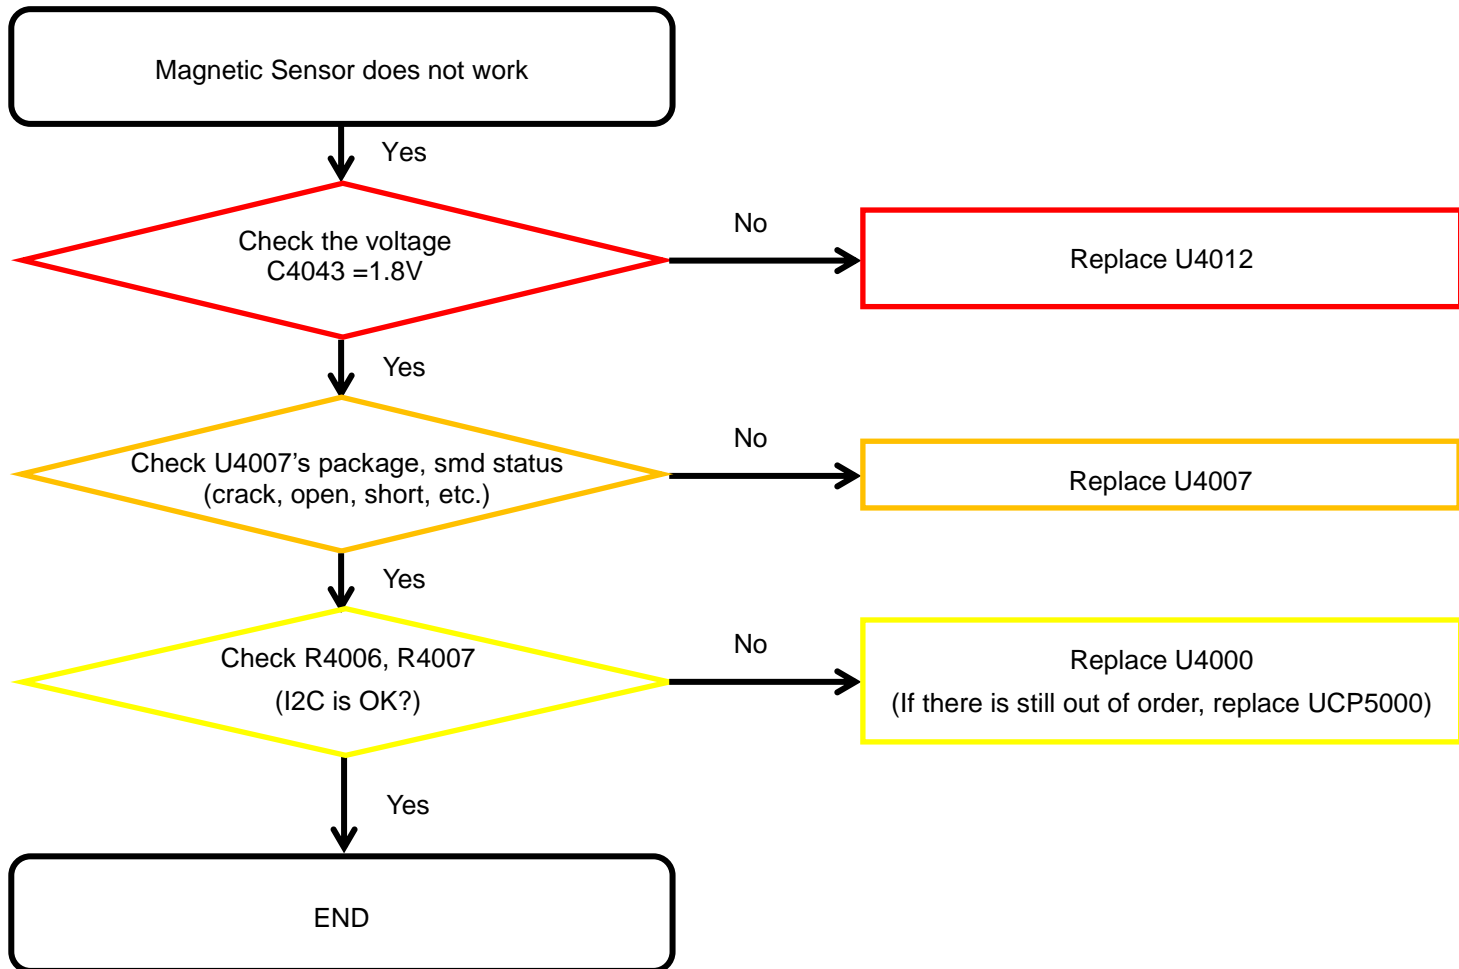 Magnetic Sensor does not work
Yes
Check the voltage
C4043 =1.8V
No
Replace U4012
Yes
Check U4007’s package, smd status
(crack, open, short, etc.)
No
Replace U4007
Yes
Check R4006, R4007
(I2C is OK?)
No
Replace U4000
(If there is still out of order, replace UCP5000)
Yes
END